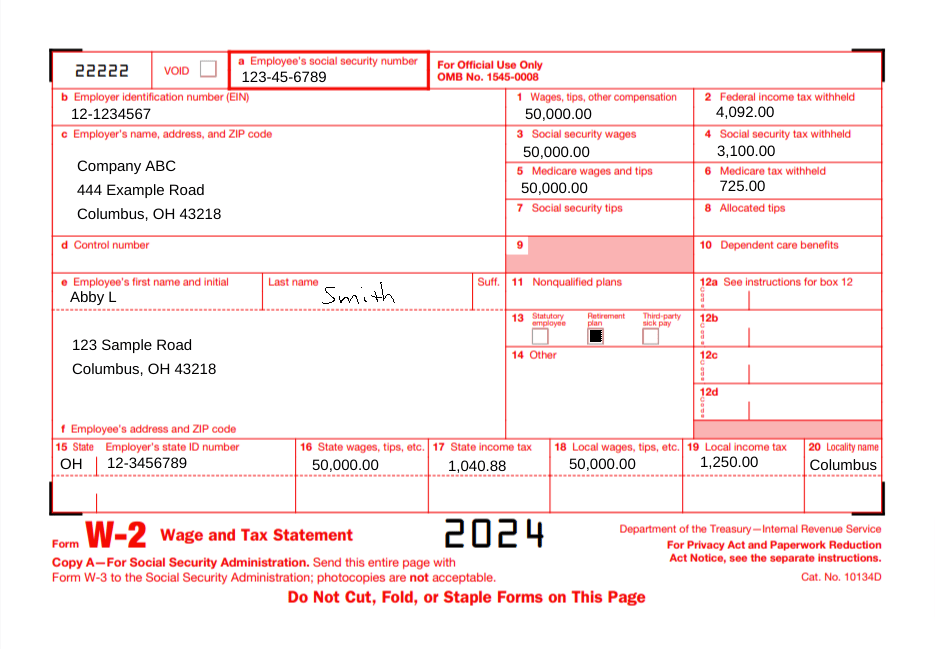 22222
VOID
a Employee's social security number
123-45-6789
For Official Use Only
OMB No. 1545-0008
b Employer identification number (EIN)
12-1234567
1 Wages, tips, other compensation
50,000.00
2 Federal income tax withheld
4,092.00
c Employer's name, address, and ZIP code
Company ABC
444 Example Road
Columbus, OH 43218
3 Social security wages
50,000.00
4 Social security tax withheld
3,100.00
5 Medicare wages and tips
50,000.00
6 Medicare tax withheld
725.00
7 Social security tips
8 Allocated tips
d Control number
9
10 Dependent care benefits
e Employee's first name and initial
Abby L
Last name
Smith
Suff.
11 Nonqualified plans
12a See instructions for box 12
Code
123 Sample Road
Columbus, OH 43218
13
Statutory
employee
Retirement
plan
Third-party
sick pay
12b
Code
14 Other
12c
Code
12d
Code
f Employee's address and ZIP code
15 State
OH
Employer's state ID number
12-3456789
16 State wages, tips, etc.
50,000.00
17 State income tax
1,040.88
18 Local wages, tips, etc.
50,000.00
19 Local income tax
1,250.00
20 Locality name
Columbus
Form W-2 Wage and Tax Statement
2024
Department of the Treasury—Internal Revenue Service
For Privacy Act and Paperwork Reduction
Act Notice, see the separate instructions.
Copy A—For Social Security Administration. Send this entire page with
Form W-3 to the Social Security Administration; photocopies are not acceptable.
Cat. No. 10134D
Do Not Cut, Fold, or Staple Forms on This Page